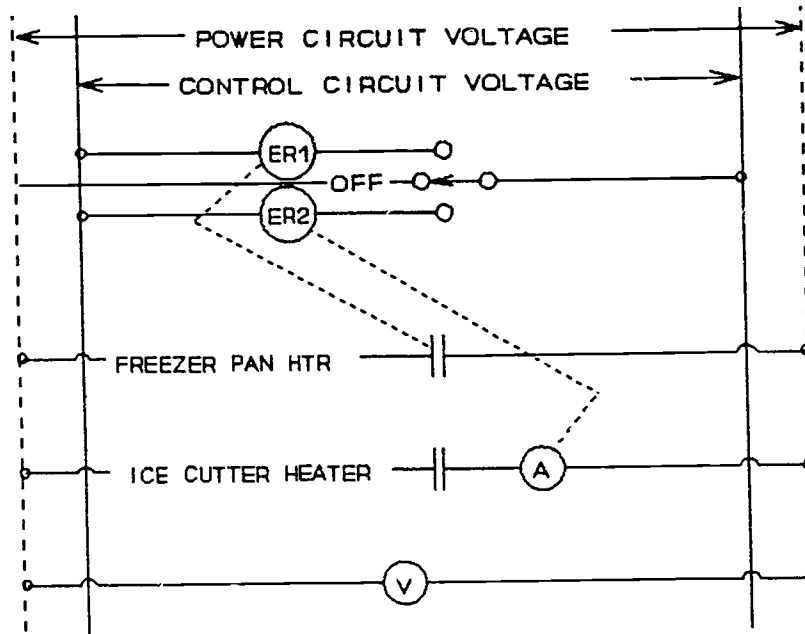 POWER CIRCUIT VOLTAGE
CONTROL CIRCUIT VOLTAGE
ER1
OFF
ER2
FREEZER PAN HTR
ICE CUTTER HEATER
A
V